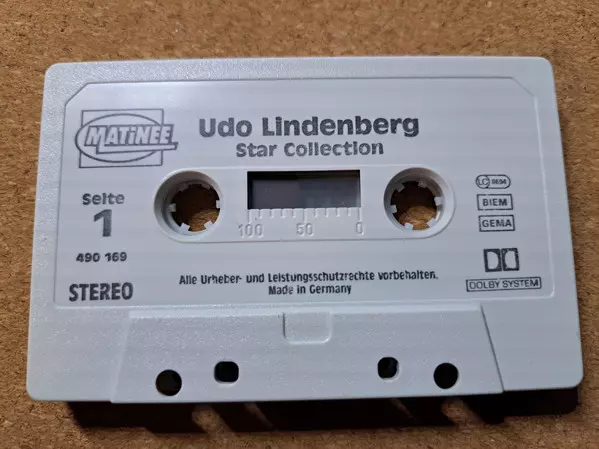 MATINEE
Udo Lindenberg
Star Collection
Seite
1
490 169
STEREO
100 50 0
LC
BIEM
GEMA
DOLBY SYSTEM
Alle Urheber- und Leistungsschutzrechte vorbehalten.
Made in Germany